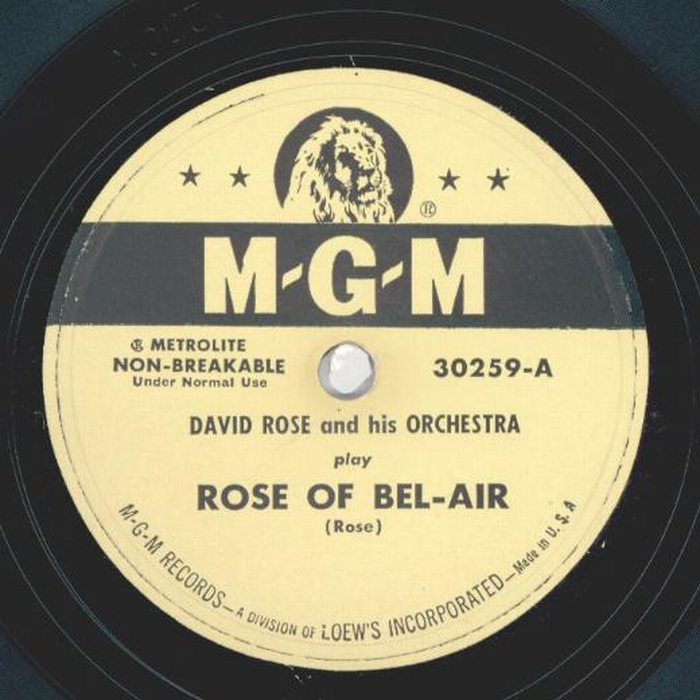 ®
M-G-M
® METROLITE
NON-BREAKABLE
Under Normal Use
30259-A
DAVID ROSE and his ORCHESTRA
play
ROSE OF BEL-AIR
(Rose)
M-G-M RECORDS—A DIVISION OF LOEW'S INCORPORATED—Made in U. S. A